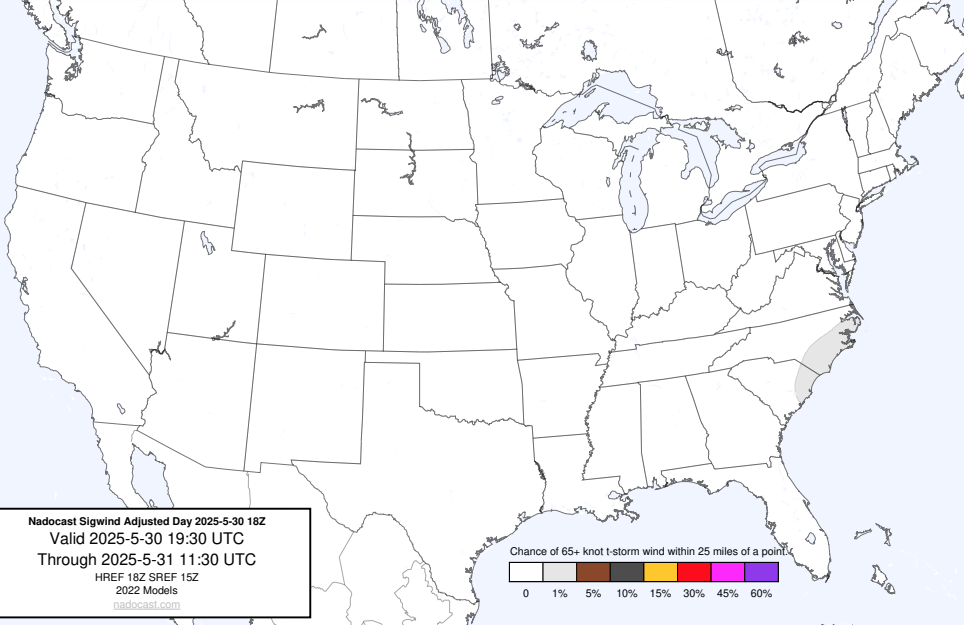 Nadocast Sigwind Adjusted Day 2025-5-30 18Z
Valid 2025-5-30 19:30 UTC
Through 2025-5-31 11:30 UTC
HREF 18Z SREF 15Z
2022 Models
nadocast.com
Chance of 65+ knot t-storm wind within 25 miles of a point.
0 1% 5% 10% 15% 30% 45% 60%